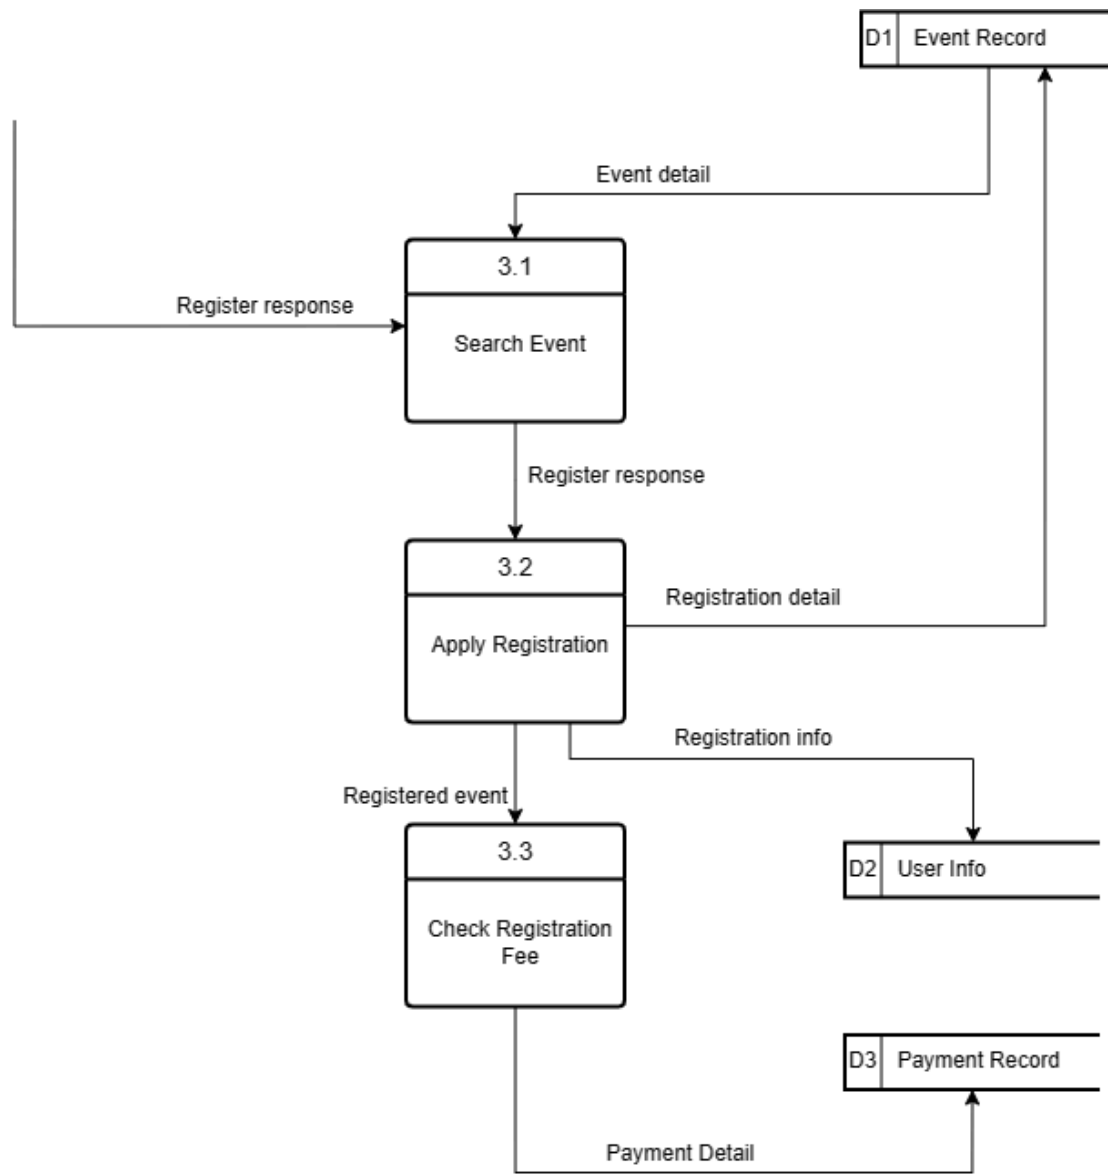 D1 Event Record
Event detail
3.1
Register response
Search Event
Register response
3.2
Registration detail
Apply Registration
Registration info
Registered event
3.3
D2 User Info
Check Registration
Fee
D3 Payment Record
Payment Detail